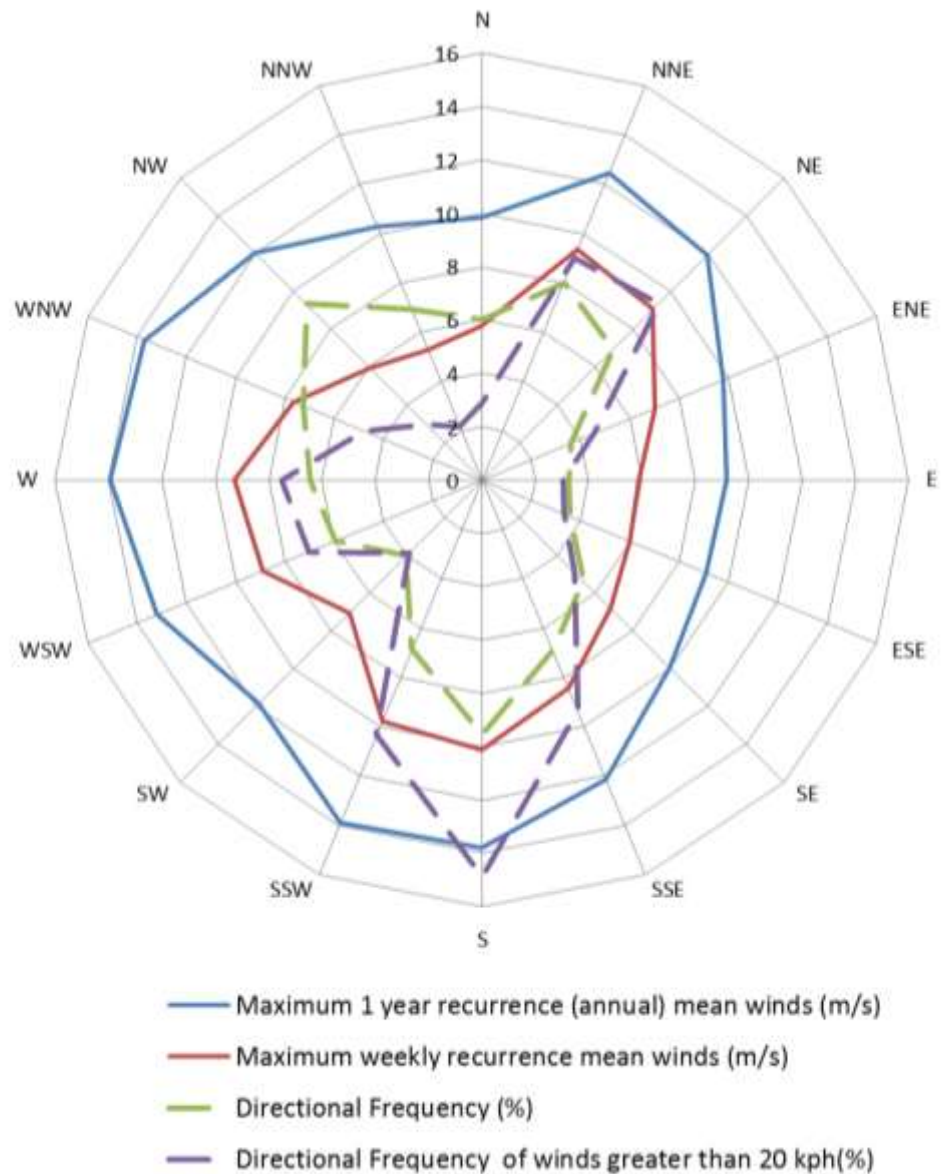 N
16
NNW
NNE
14
NW
12
NE
10
8
WNW
6
ENE
4
2
W
0
E
WSW
ESE
SW
SE
SSW
SSE
S
Maximum 1 year recurrence (annual) mean winds (m/s)
Maximum weekly recurrence mean winds (m/s)
Directional Frequency (%)
Directional Frequency of winds greater than 20 kph(%)